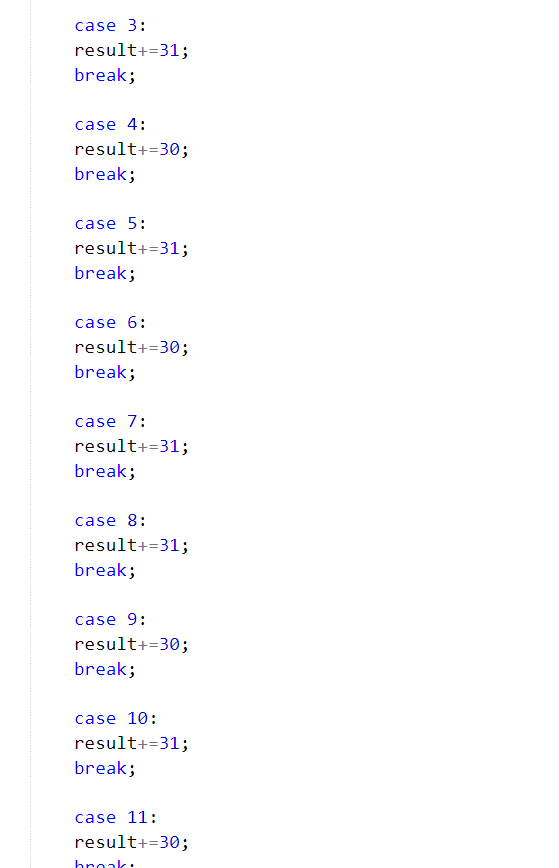 case 3:
result+=31;
break;
case 4:
result+=30;
break;
case 5:
result+=31;
break;
case 6:
result+=30;
break;
case 7:
result+=31;
break;
case 8:
result+=31;
break;
case 9:
result+=30;
break;
case 10:
result+=31;
break;
case 11:
result+=30;
break;